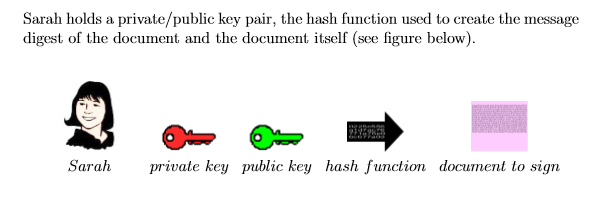 Sarah holds a private/public key pair, the hash function used to create the message
digest of the document and the document itself (see figure below).
Sarah private key public key hash function document to sign